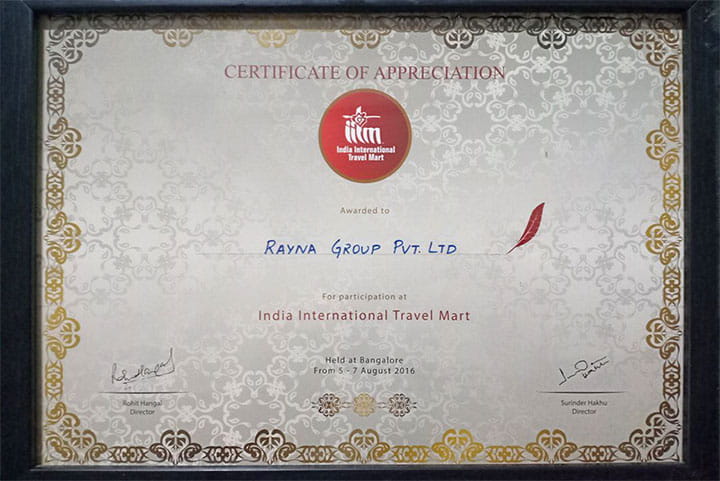 CERTIFICATE OF APPRECIATION
iitm
India International
Travel Mart
Awarded to
RAYNA GROUP PVT. LTD
For participation at
India International Travel Mart
Held at Bangalore
From 5 - 7 August 2016
Rohit Hangal
Director
Surinder Hakhu
Director